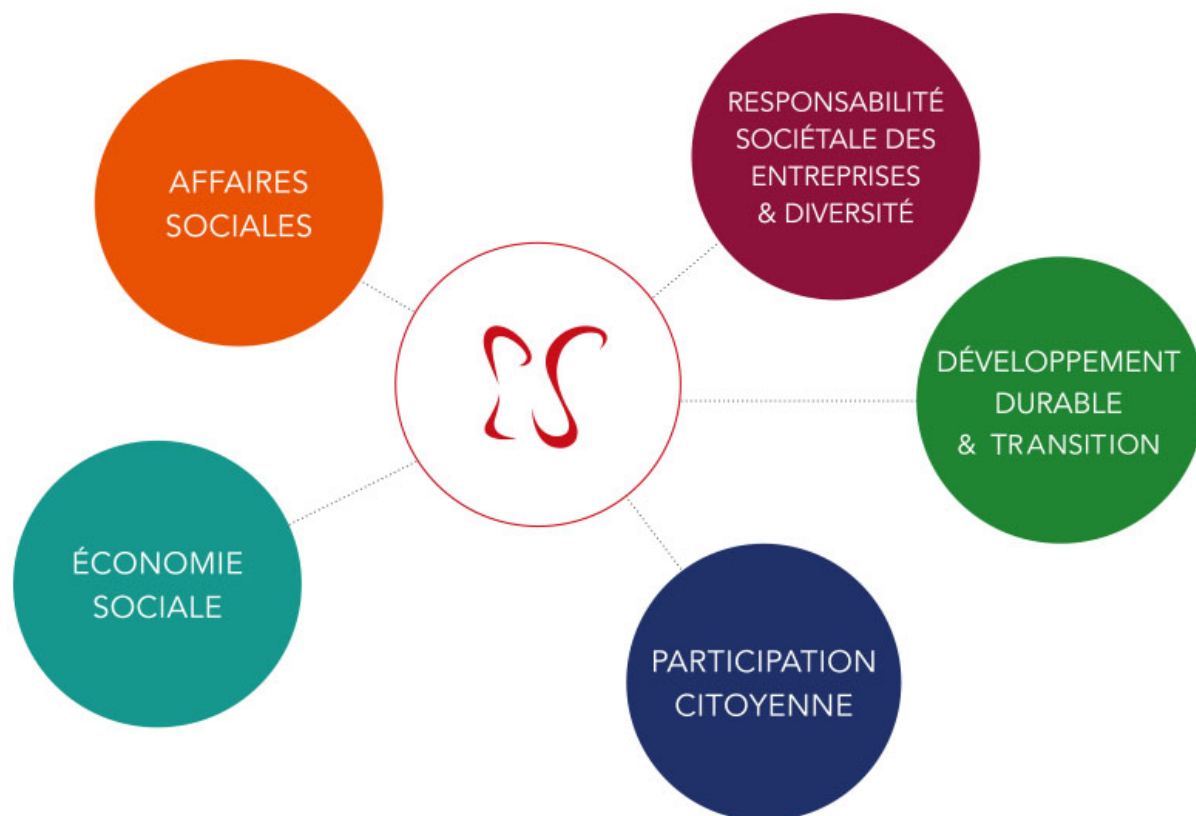 AFFAIRES
SOCIALES
RESPONSABILITÉ
SOCIÉTALE DES
ENTREPRISES
& DIVERSITÉ
DÉVELOPPEMENT
DURABLE
& TRANSITION
ÉCONOMIE
SOCIALE
PARTICIPATION
CITOYENNE